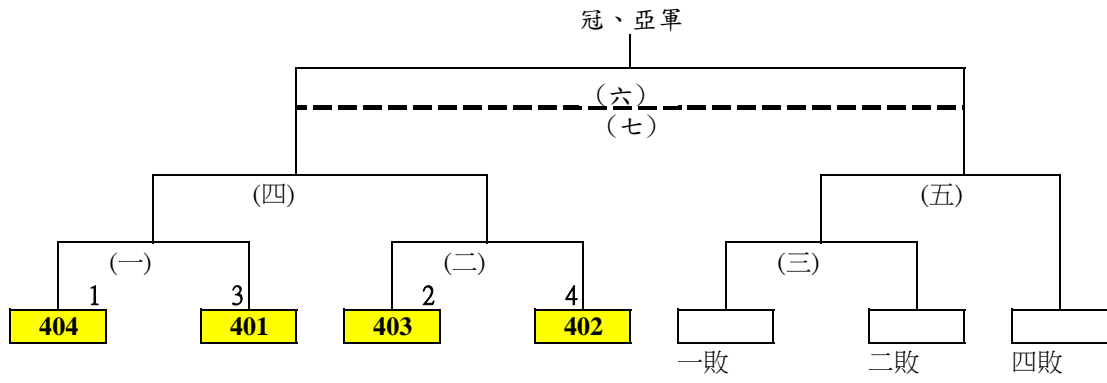 冠、亞軍
(六)
(七)
(四) (五)
(一) (二) (三)
1 3 2 4
404 401 403 402
一敗 二敗 四敗